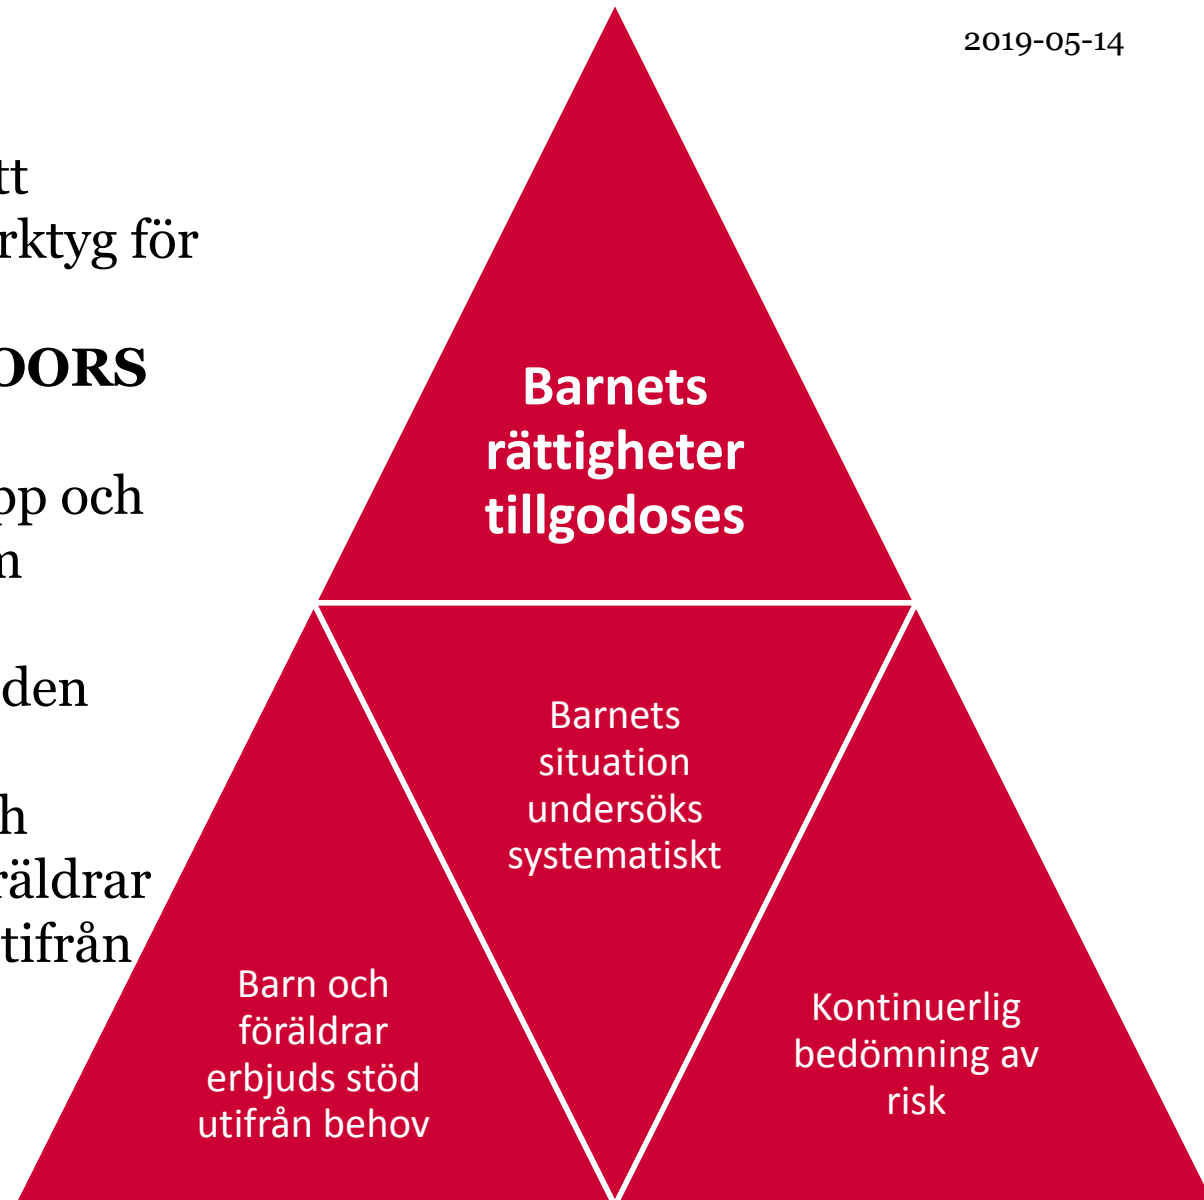 2019-05-14
tt
rktyg för
OORS
pp och
n
den
h
räldrar
tifrån
Barnets
rättigheter
tillgodoses
Barnets
situation
undersöks
systematiskt
Barn och
föräldrar
erbjuds stöd
utifrån behov
Kontinuerlig
bedömning av
risk